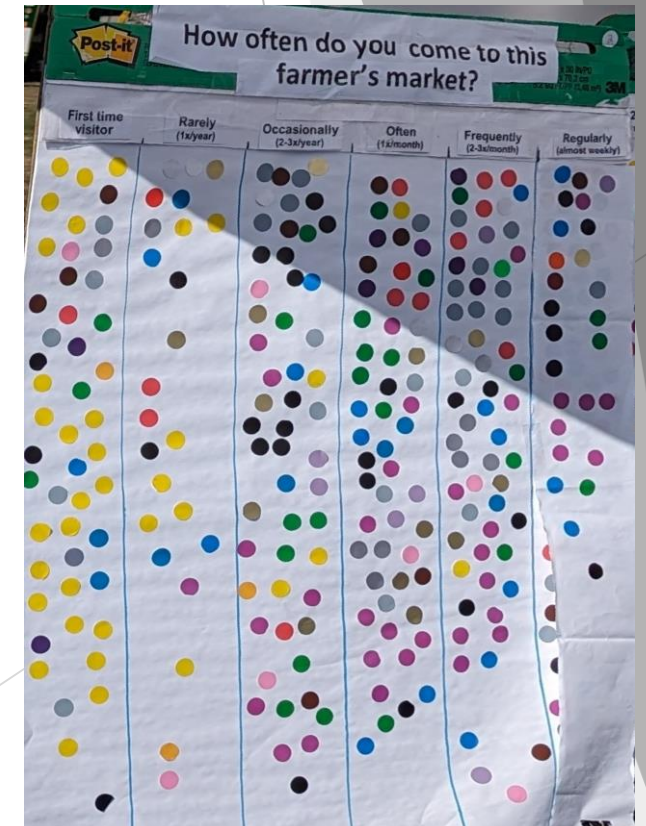 Post-it
How often do you come to this
farmer's market?
3M
First time
visitor
Rarely
(1x/year)
Occasionally
(2-3x/year)
Often
(1x/month)
Frequently
(2-3x/month)
Regularly
(almost weekly)